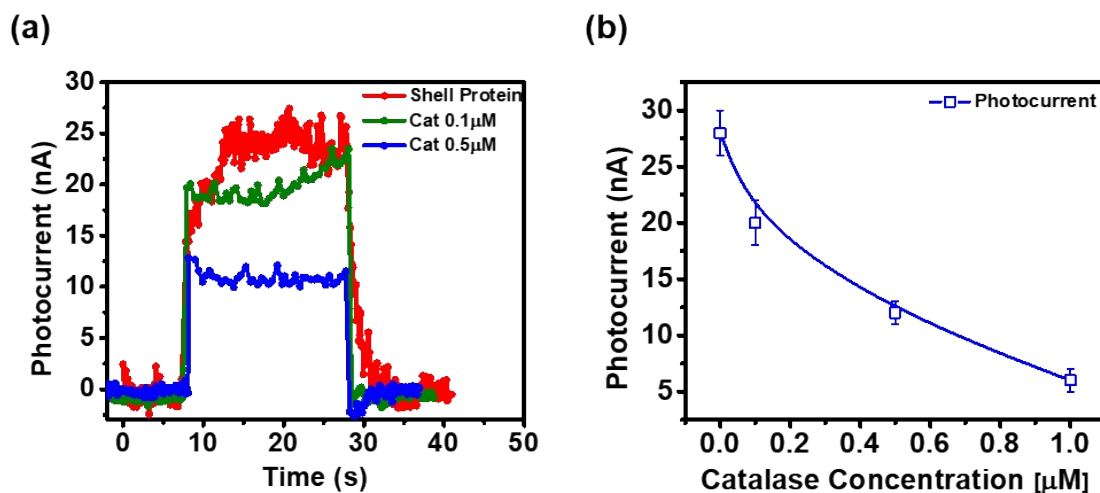 (a)
30
25
20
15
10
5
0
0 10 20 30 40 50
Photocurrent (nA)
Time (s)
Shell Protein
Cat 0.1μM
Cat 0.5μM
(b)
30
25
20
15
10
5
0.0 0.2 0.4 0.6 0.8 1.0
Photocurrent (nA)
Catalase Concentration [μM]
Photocurrent